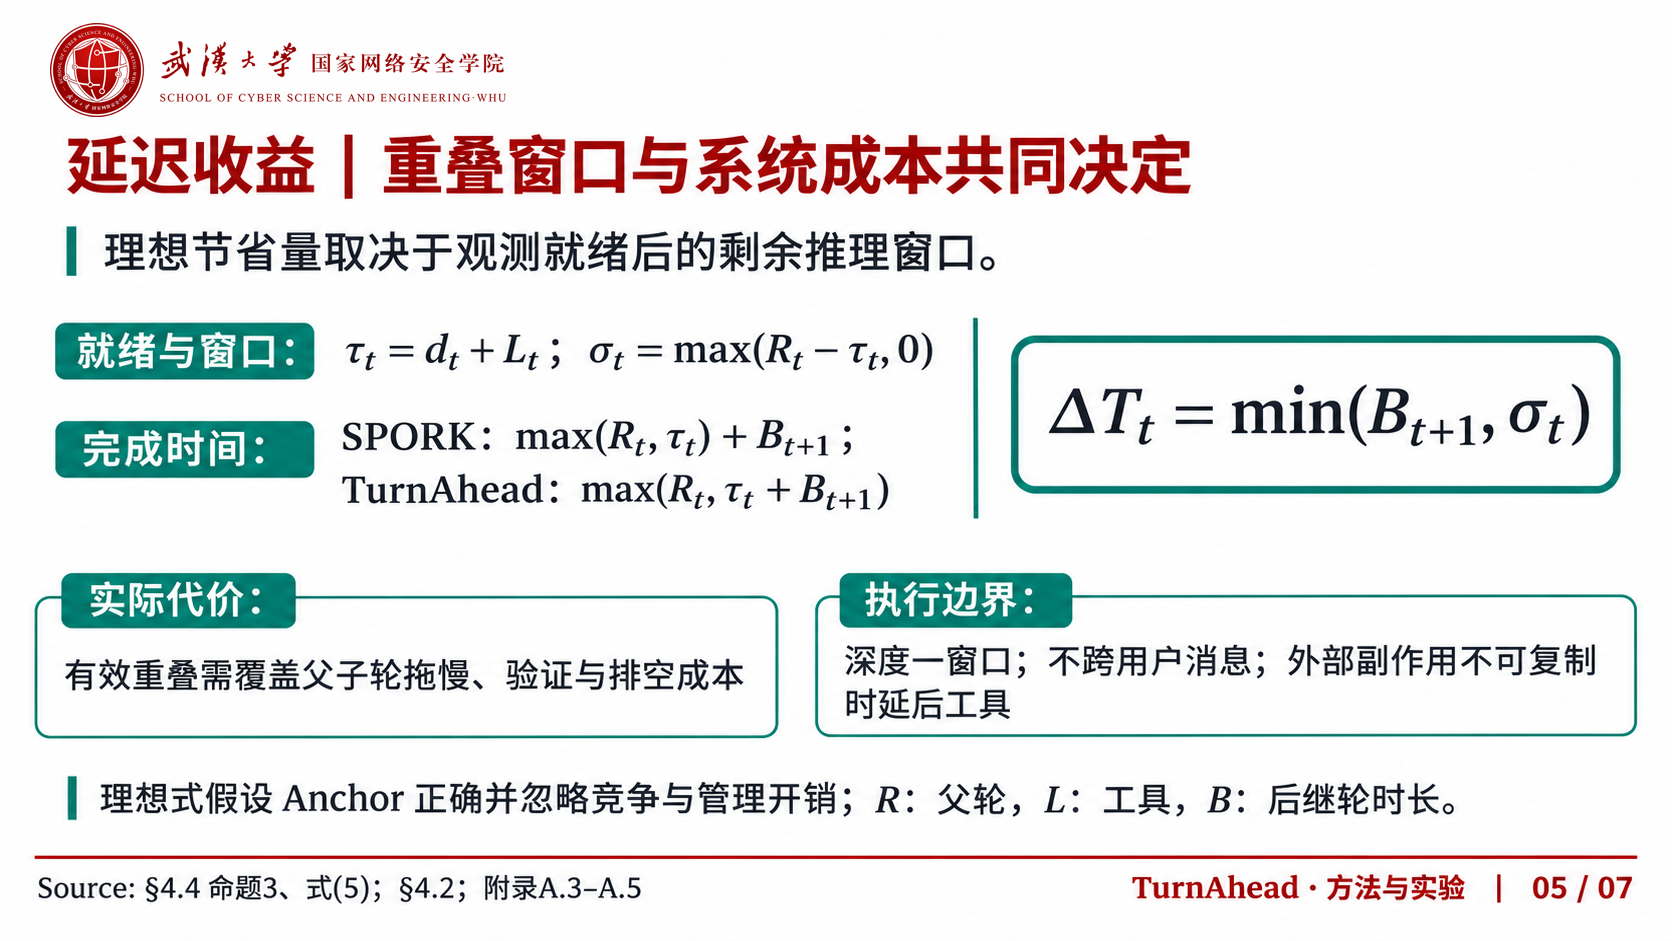 武漢大学 国家网络安全学院
SCHOOL OF CYBER SCIENCE AND ENGINEERING·WHU
延迟收益 | 重叠窗口与系统成本共同决定
理想节省量取决于观测就绪后的剩余推理窗口。
就绪与窗口： τ_t = d_t + L_t； σ_t = max(R_t − τ_t, 0)
完成时间： SPORK：max(R_t, τ_t) + B_{t+1}；
TurnAhead：max(R_t, τ_t + B_{t+1})
ΔT_t = min(B_{t+1}, σ_t)
实际代价：
有效重叠需覆盖父子轮拖慢、验证与排空成本
执行边界：
深度一窗口；不跨用户消息；外部副作用不可复制
时延后工具
理想式假设 Anchor 正确并忽略竞争与管理开销；R：父轮，L：工具，B：后继轮时长。
Source: §4.4 命题3、式(5)；§4.2；附录A.3–A.5
TurnAhead · 方法与实验 | 05 / 07